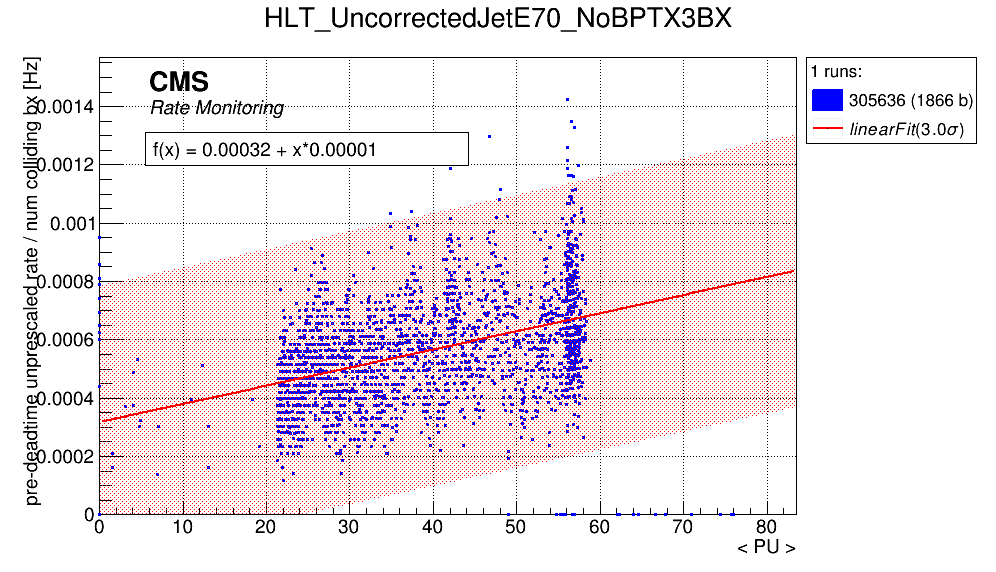 HLT_UncorrectedJetE70_NoBPTX3BX
CMS
Rate Monitoring
f(x) = 0.00032 + x*0.00001
1 runs:
305636 (1866 b)
linearFit(3.0σ)
pre-deadtime unprescaled rate / num colliding bx [Hz]
0.0014
0.0012
0.001
0.0008
0.0006
0.0004
0.0002
0
0 10 20 30 40 50 60 70 80
< PU >